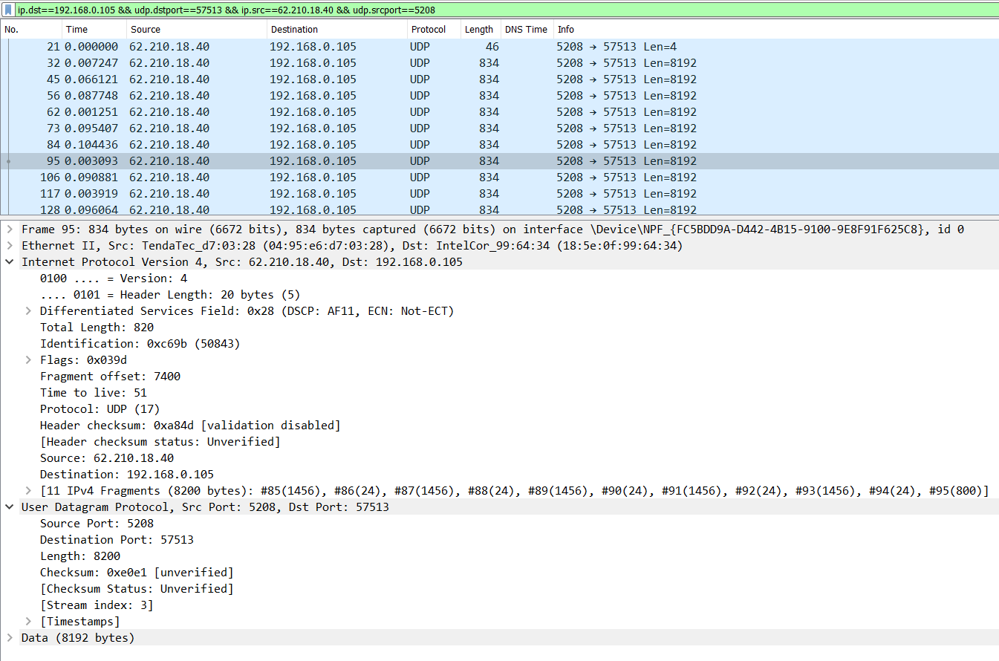 ip.dst==192.168.0.105 && udp.dstport==57513 && ip.src==62.210.18.40 && udp.srcport==5208
No. Time Source Destination Protocol Length DNS Time Info
21 0.000000 62.210.18.40 192.168.0.105 UDP 46 5208 → 57513 Len=4
32 0.007247 62.210.18.40 192.168.0.105 UDP 834 5208 → 57513 Len=8192
45 0.066121 62.210.18.40 192.168.0.105 UDP 834 5208 → 57513 Len=8192
56 0.087748 62.210.18.40 192.168.0.105 UDP 834 5208 → 57513 Len=8192
62 0.001251 62.210.18.40 192.168.0.105 UDP 834 5208 → 57513 Len=8192
73 0.095407 62.210.18.40 192.168.0.105 UDP 834 5208 → 57513 Len=8192
84 0.104436 62.210.18.40 192.168.0.105 UDP 834 5208 → 57513 Len=8192
95 0.003093 62.210.18.40 192.168.0.105 UDP 834 5208 → 57513 Len=8192
106 0.090881 62.210.18.40 192.168.0.105 UDP 834 5208 → 57513 Len=8192
117 0.003919 62.210.18.40 192.168.0.105 UDP 834 5208 → 57513 Len=8192
128 0.096064 62.210.18.40 192.168.0.105 UDP 834 5208 → 57513 Len=8192
Frame 95: 834 bytes on wire (6672 bits), 834 bytes captured (6672 bits) on interface \Device\NPF_{FC5BDD9A-D442-4B15-9100-9E8F91F625C8}, id 0
Ethernet II, Src: TendaTec_d7:03:28 (04:95:e6:d7:03:28), Dst: IntelCor_99:64:34 (18:5e:0f:99:64:34)
Internet Protocol Version 4, Src: 62.210.18.40, Dst: 192.168.0.105
0100 .... = Version: 4
.... 0101 = Header Length: 20 bytes (5)
Differentiated Services Field: 0x28 (DSCP: AF11, ECN: Not-ECT)
Total Length: 820
Identification: 0xc69b (50843)
Flags: 0x039d
Fragment offset: 7400
Time to live: 51
Protocol: UDP (17)
Header checksum: 0xa84d [validation disabled]
[Header checksum status: Unverified]
Source: 62.210.18.40
Destination: 192.168.0.105
[11 IPv4 Fragments (8200 bytes): #85(1456), #86(24), #87(1456), #88(24), #89(1456), #90(24), #91(1456), #92(24), #93(1456), #94(24), #95(800)]
User Datagram Protocol, Src Port: 5208, Dst Port: 57513
Source Port: 5208
Destination Port: 57513
Length: 8200
Checksum: 0xe0e1 [unverified]
[Checksum Status: Unverified]
[Stream index: 3]
[Timestamps]
Data (8192 bytes)